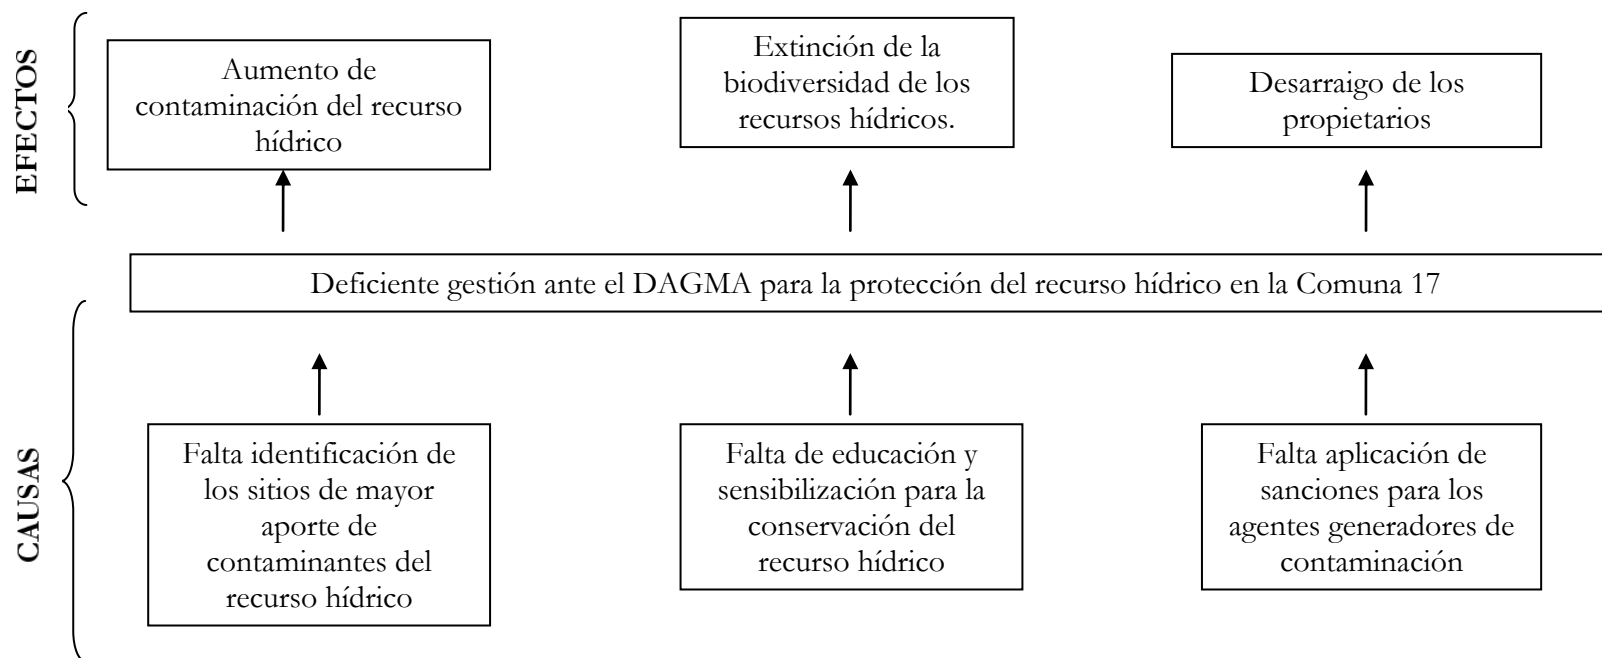 EFECTOS
Aumento de
contaminación del recurso
hídrico
Extinción de la
biodiversidad de los
recursos hídricos.
Desarraigo de los
propietarios
Deficiente gestión ante el DAGMA para la protección del recurso hídrico en la Comuna 17
CAUSAS
Falta identificación de
los sitios de mayor
aporte de
contaminantes del
recurso hídrico
Falta de educación y
sensibilización para la
conservación del
recurso hídrico
Falta aplicación de
sanciones para los
agentes generadores de
contaminación